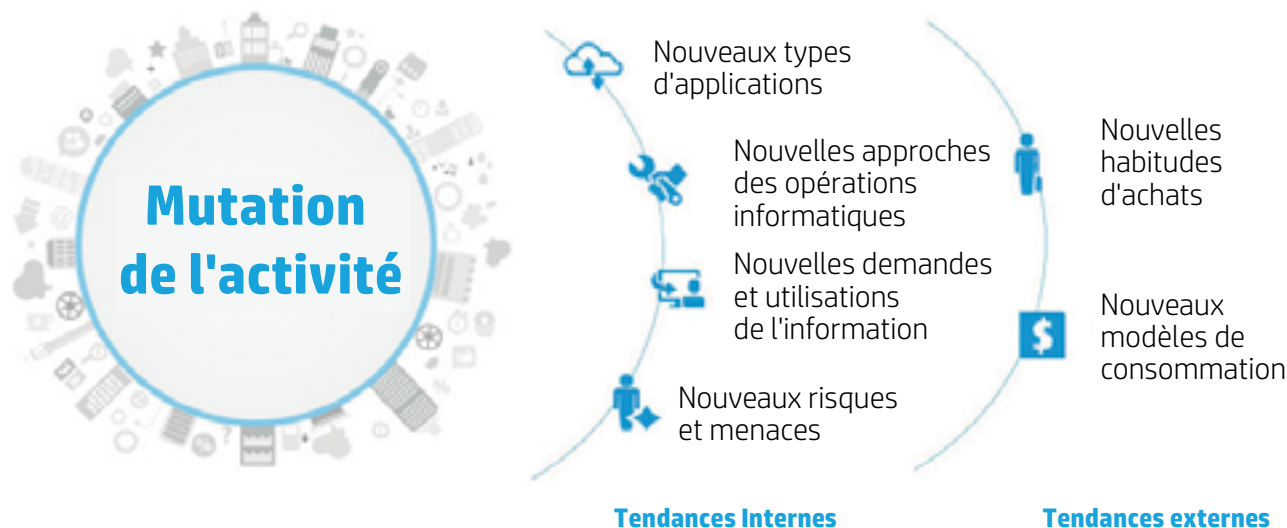 Mutation
de l'activité
Nouveaux types
d'applications
Nouvelles approches
des opérations
informatiques
Nouvelles demandes
et utilisations
de l'information
Nouveaux risques
et menaces
Tendances Internes
Nouvelles
habitudes
d'achats
Nouveaux
modèles de
consommation
Tendances externes